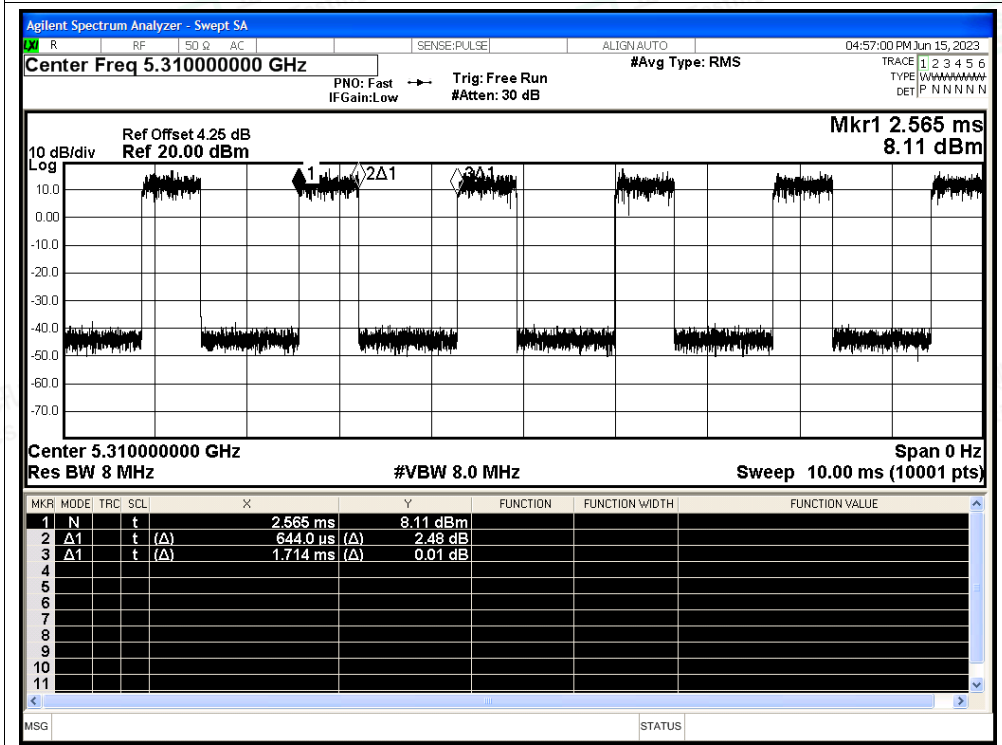 Agilent Spectrum Analyzer - Swept SA
LXI R RF 50 Ω AC SENSE:PULSE ALIGN AUTO 04:57:00 PM Jun 15, 2023
Center Freq 5.310000000 GHz #Avg Type: RMS TRACE 1 2 3 4 5 6
PNO: Fast Trig: Free Run TYPE WWWWWW
IFGain:Low #Atten: 30 dB DET P N N N N N
Mkr1 2.565 ms
Ref Offset 4.25 dB
10 dB/div Ref 20.00 dBm 8.11 dBm
Log
1 2Δ1 3Δ1
10.0
0.00
-10.0
-20.0
-30.0
-40.0
-50.0
-60.0
-70.0
Center 5.310000000 GHz Span 0 Hz
Res BW 8 MHz #VBW 8.0 MHz Sweep 10.00 ms (10001 pts)
MKR MODE TRC SCL X Y FUNCTION FUNCTION WIDTH FUNCTION VALUE
1 N t 2.565 ms 8.11 dBm
2 Δ1 t (Δ) 644.0 µs (Δ) 2.48 dB
3 Δ1 t (Δ) 1.714 ms (Δ) 0.01 dB
4
5
6
7
8
9
10
11
MSG STATUS